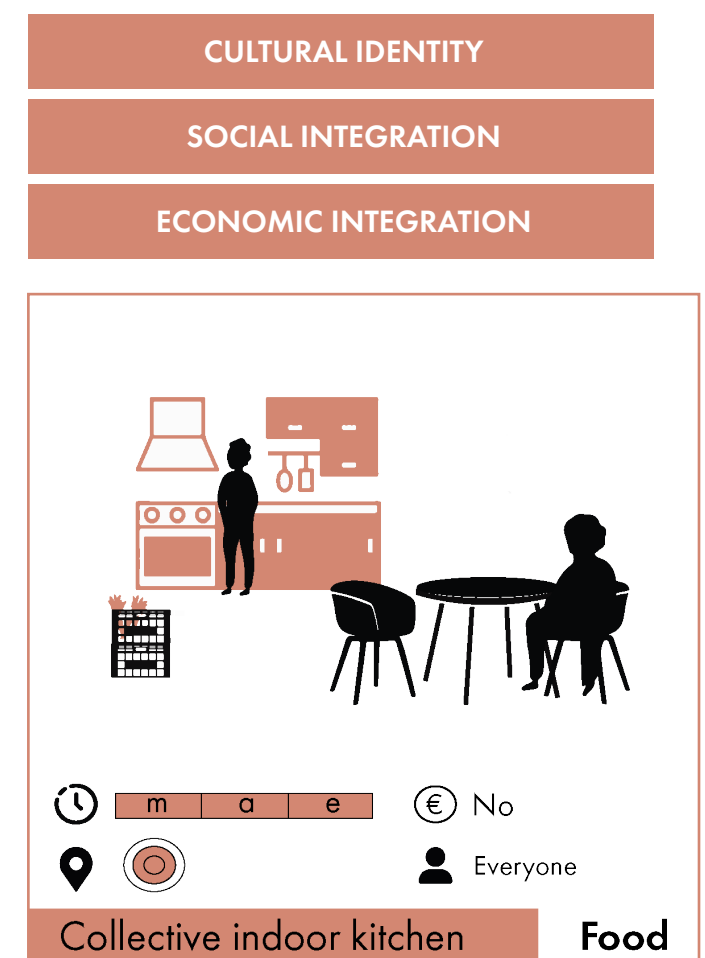 CULTURAL IDENTITY
SOCIAL INTEGRATION
ECONOMIC INTEGRATION
m a e
€ No
Everyone
Collective indoor kitchen Food